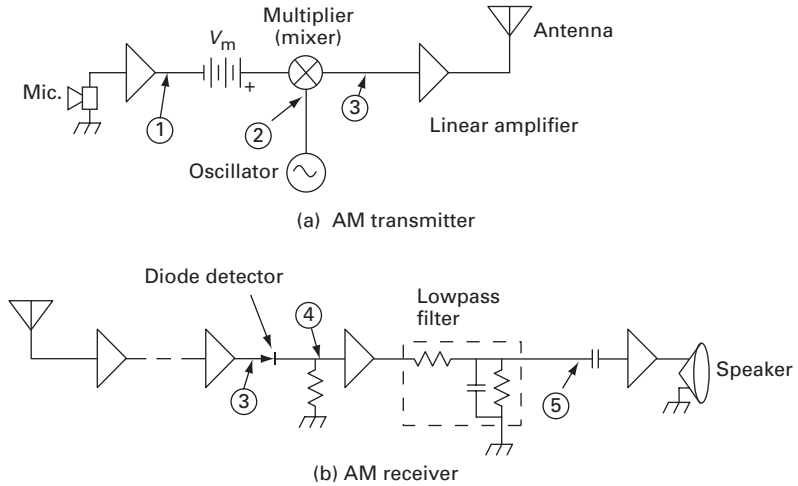 Multiplier
(mixer)
V_m
Antenna
Mic.
+
1
2
3
Linear amplifier
Oscillator
(a) AM transmitter
Diode detector
Lowpass
filter
4
3
5
Speaker
(b) AM receiver